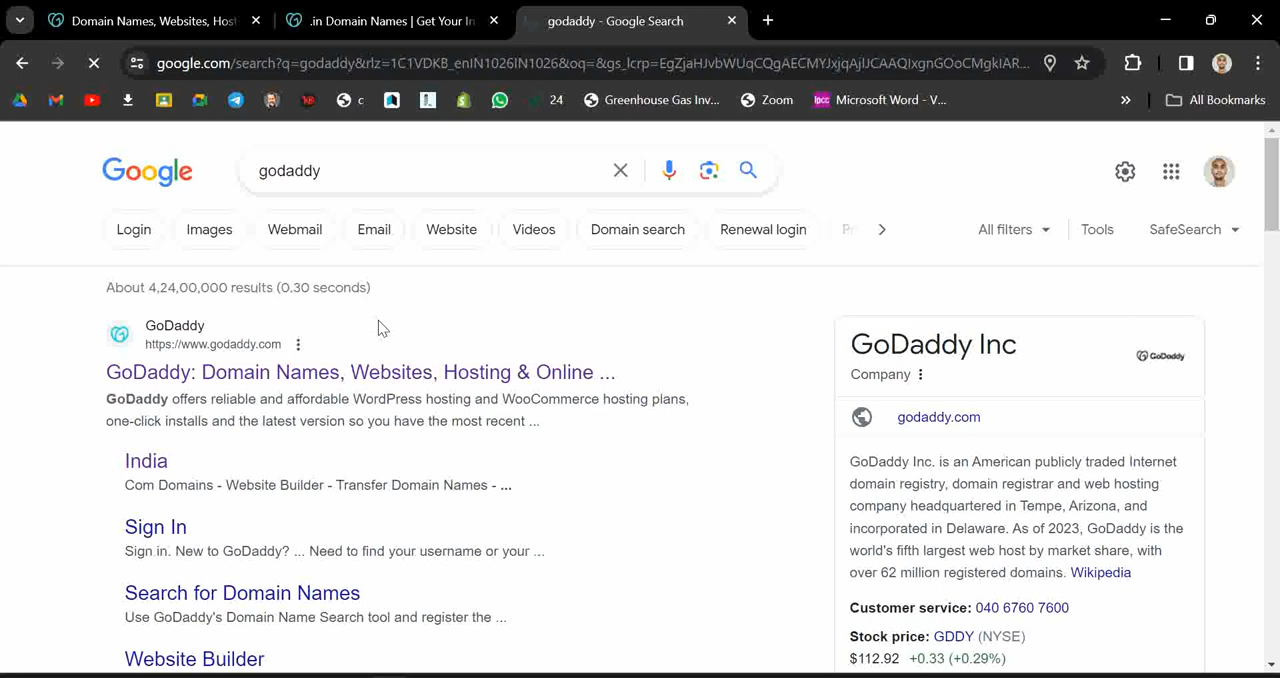 Domain Names, Websites, Host
.in Domain Names | Get Your In
godaddy - Google Search
google.com/search?q=godaddy&rlz=1C1VDKB_enIN1026IN1026&oq=&gs_lcrp=EgZjaHJvbWUqCQgAECMYJxjqAjIJCAAQIxgnGOoCMgkIAR...
c
24
Greenhouse Gas Inv...
Zoom
ipcc
Microsoft Word - V...
»
All Bookmarks
Google
godaddy
Login
Images
Webmail
Email
Website
Videos
Domain search
Renewal login
Pr
All filters
Tools
SafeSearch
About 4,24,00,000 results (0.30 seconds)
GoDaddy
https://www.godaddy.com
GoDaddy: Domain Names, Websites, Hosting & Online ...
GoDaddy offers reliable and affordable WordPress hosting and WooCommerce hosting plans,
one-click installs and the latest version so you have the most recent ...
India
Com Domains - Website Builder - Transfer Domain Names - ...
Sign In
Sign in. New to GoDaddy? ... Need to find your username or your ...
Search for Domain Names
Use GoDaddy's Domain Name Search tool and register the ...
Website Builder
GoDaddy Inc
GoDaddy
Company
godaddy.com
GoDaddy Inc. is an American publicly traded Internet
domain registry, domain registrar and web hosting
company headquartered in Tempe, Arizona, and
incorporated in Delaware. As of 2023, GoDaddy is the
world's fifth largest web host by market share, with
over 62 million registered domains. Wikipedia
Customer service: 040 6760 7600
Stock price: GDDY (NYSE)
$112.92 +0.33 (+0.29%)